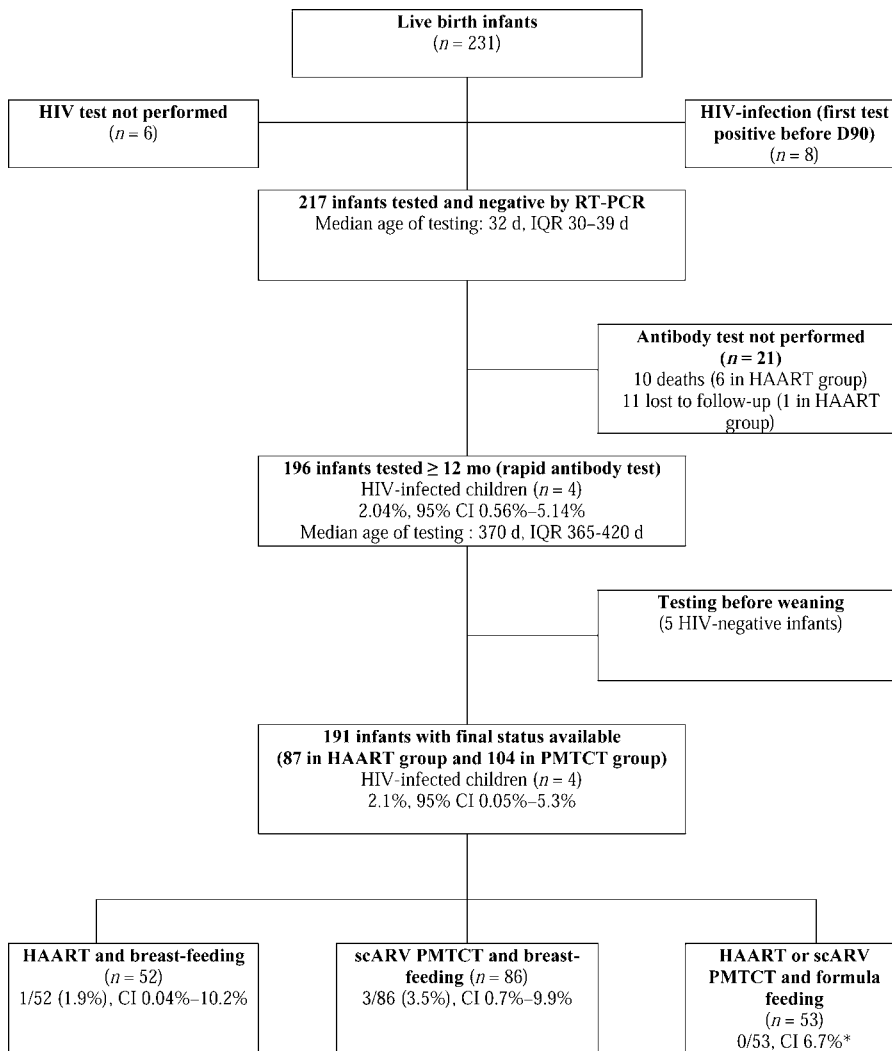 Live birth infants
(n = 231)
HIV test not performed
(n = 6)
HIV-infection (first test
positive before D90)
(n = 8)
217 infants tested and negative by RT-PCR
Median age of testing: 32 d, IQR 30–39 d
Antibody test not performed
(n = 21)
10 deaths (6 in HAART group)
11 lost to follow-up (1 in HAART
group)
196 infants tested ≥ 12 mo (rapid antibody test)
HIV-infected children (n = 4)
2.04%, 95% CI 0.56%–5.14%
Median age of testing : 370 d, IQR 365-420 d
Testing before weaning
(5 HIV-negative infants)
191 infants with final status available
(87 in HAART group and 104 in PMTCT group)
HIV-infected children (n = 4)
2.1%, 95% CI 0.05%–5.3%
HAART and breast-feeding
(n = 52)
1/52 (1.9%), CI 0.04%–10.2%
scARV PMTCT and breast-
feeding (n = 86)
3/86 (3.5%), CI 0.7%–9.9%
HAART or scARV
PMTCT and formula
feeding
(n = 53)
0/53, CI 6.7%*